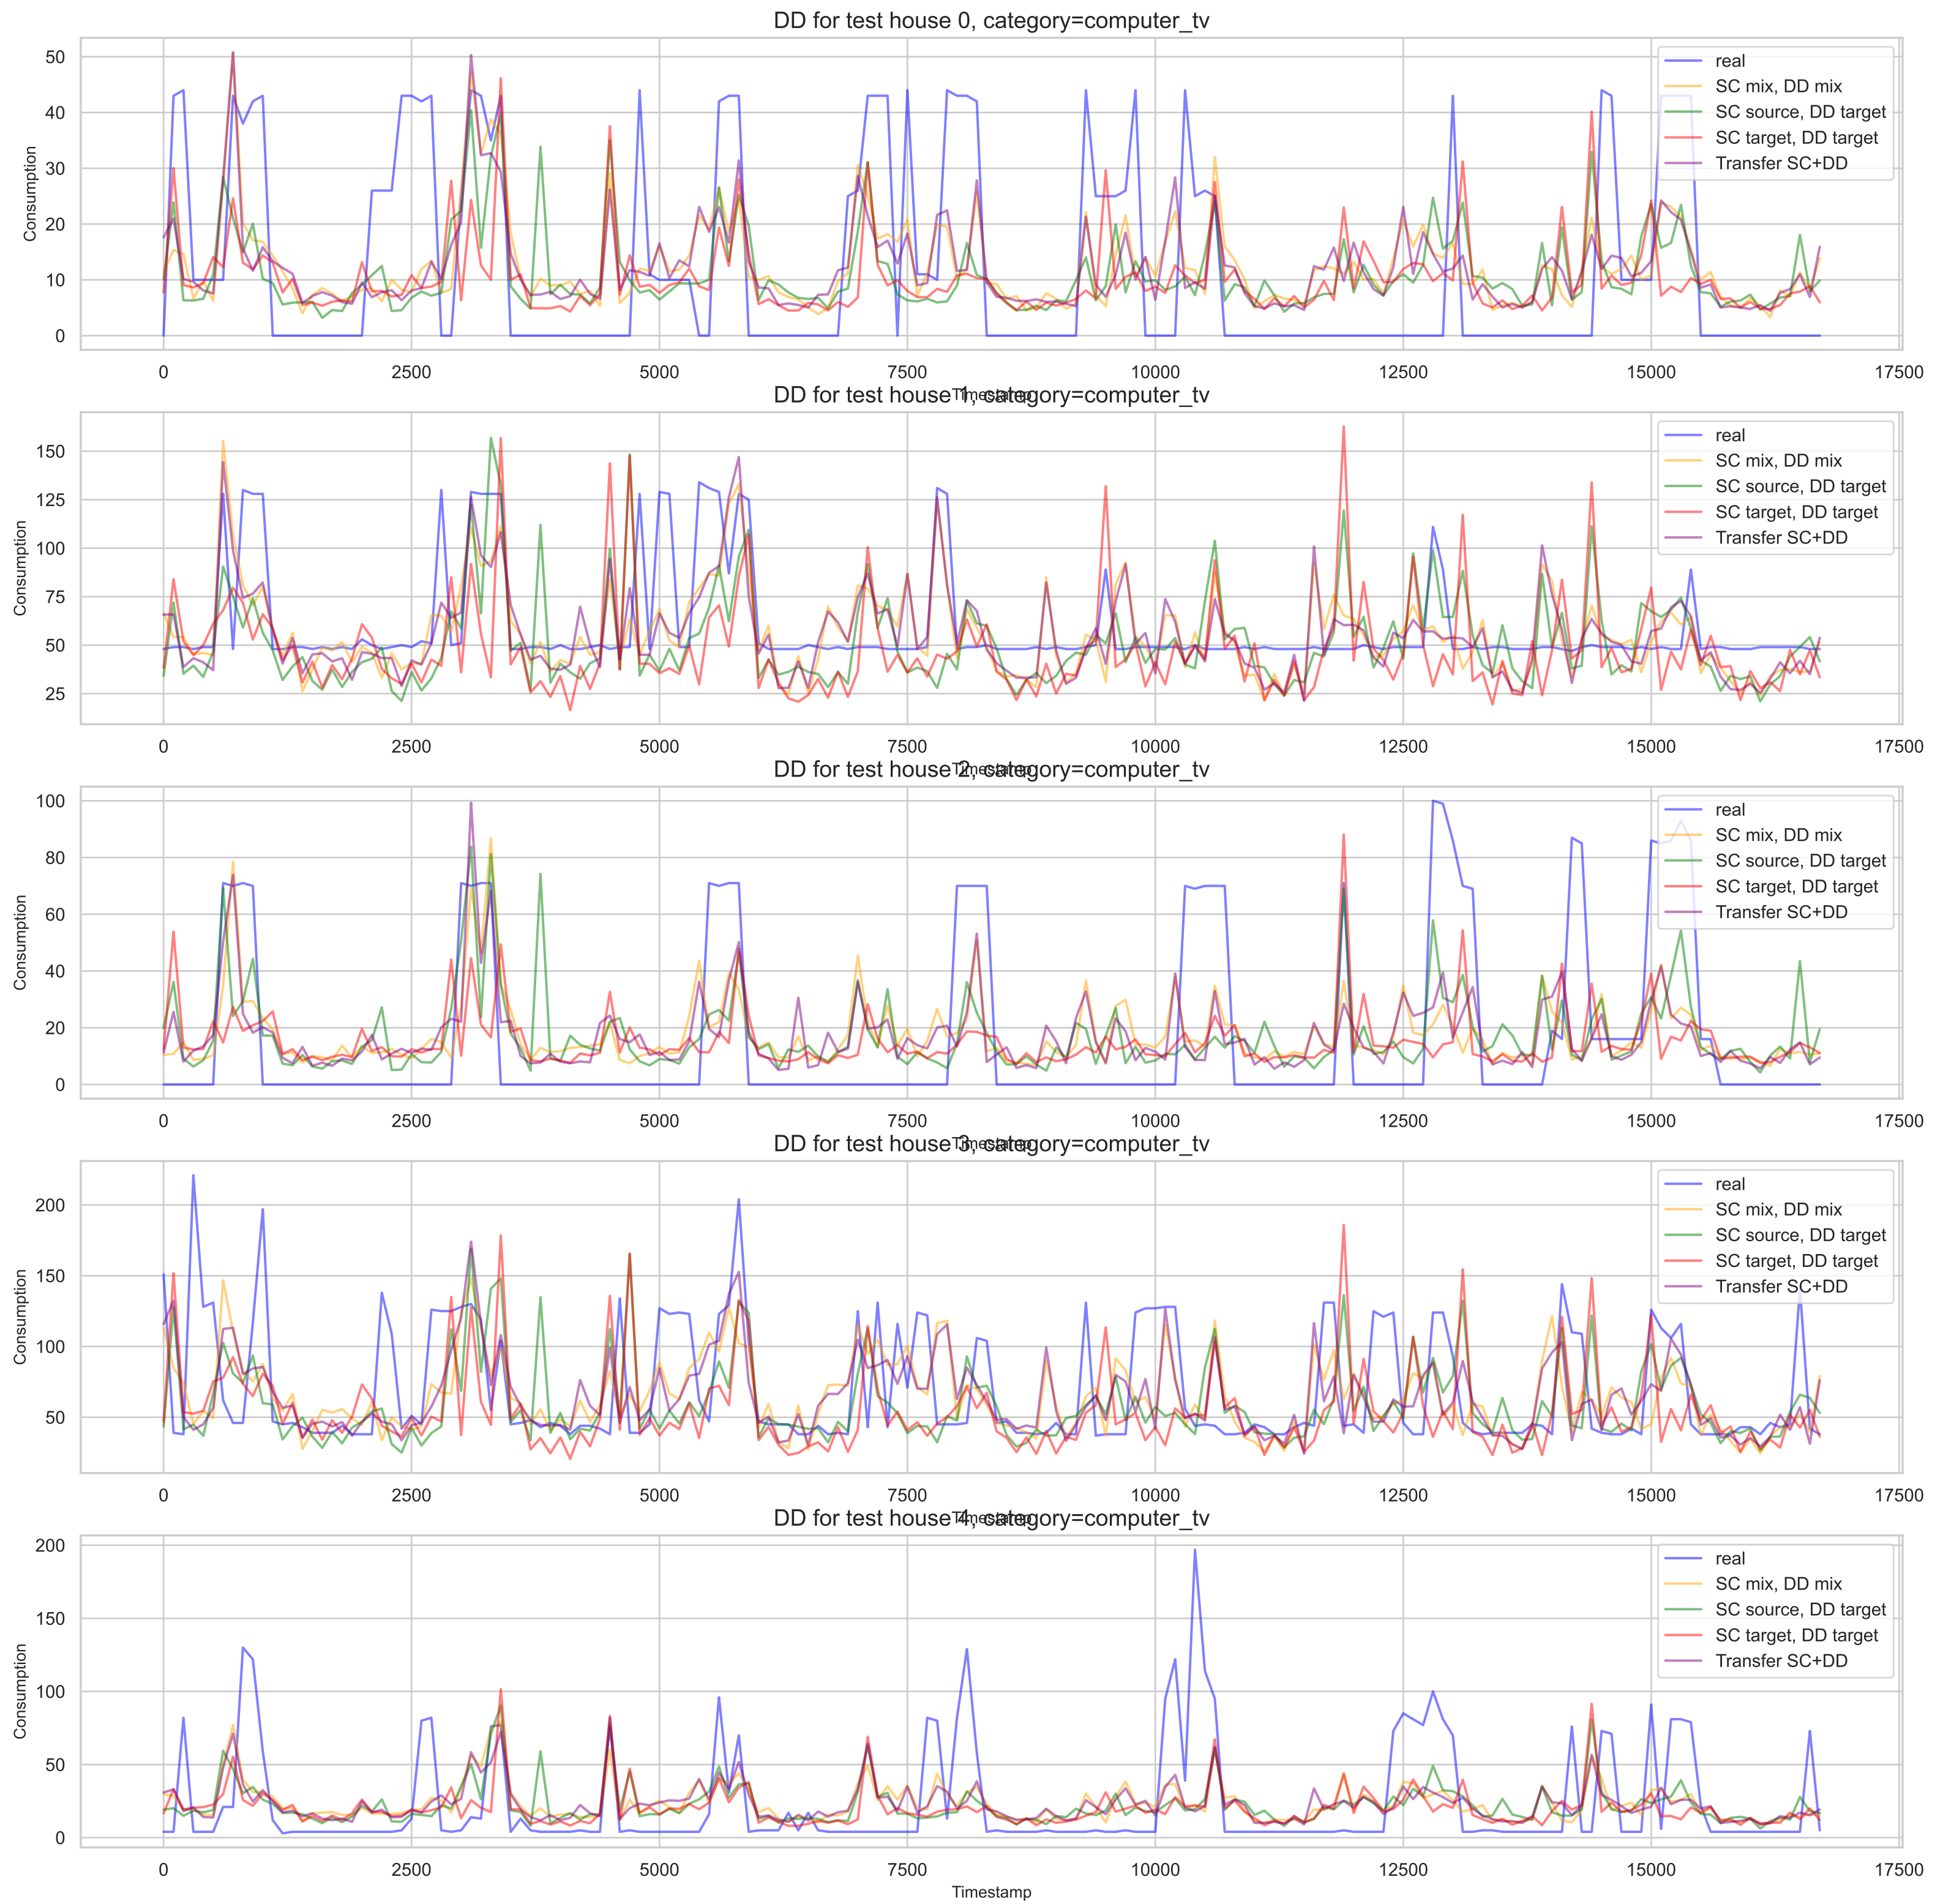 DD for test house 0, category=computer_tv
50
40
30
20
10
0
Consumption
real
SC mix, DD mix
SC source, DD target
SC target, DD target
Transfer SC+DD
0 2500 5000 7500 10000 12500 15000 17500
Timestamp
DD for test house 1, category=computer_tv
150
125
100
75
50
25
Consumption
real
SC mix, DD mix
SC source, DD target
SC target, DD target
Transfer SC+DD
0 2500 5000 7500 10000 12500 15000 17500
Timestamp
DD for test house 2, category=computer_tv
100
80
60
40
20
0
Consumption
real
SC mix, DD mix
SC source, DD target
SC target, DD target
Transfer SC+DD
0 2500 5000 7500 10000 12500 15000 17500
Timestamp
DD for test house 3, category=computer_tv
200
150
100
50
Consumption
real
SC mix, DD mix
SC source, DD target
SC target, DD target
Transfer SC+DD
0 2500 5000 7500 10000 12500 15000 17500
Timestamp
DD for test house 4, category=computer_tv
200
150
100
50
0
Consumption
real
SC mix, DD mix
SC source, DD target
SC target, DD target
Transfer SC+DD
0 2500 5000 7500 10000 12500 15000 17500
Timestamp